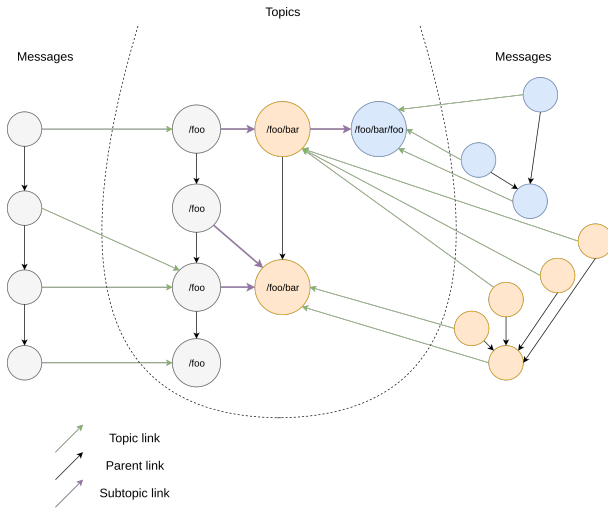 Topics
Messages
Messages
/foo
/foo/bar
/foo/bar/foo
/foo
/foo
/foo/bar
/foo
Topic link
Parent link
Subtopic link